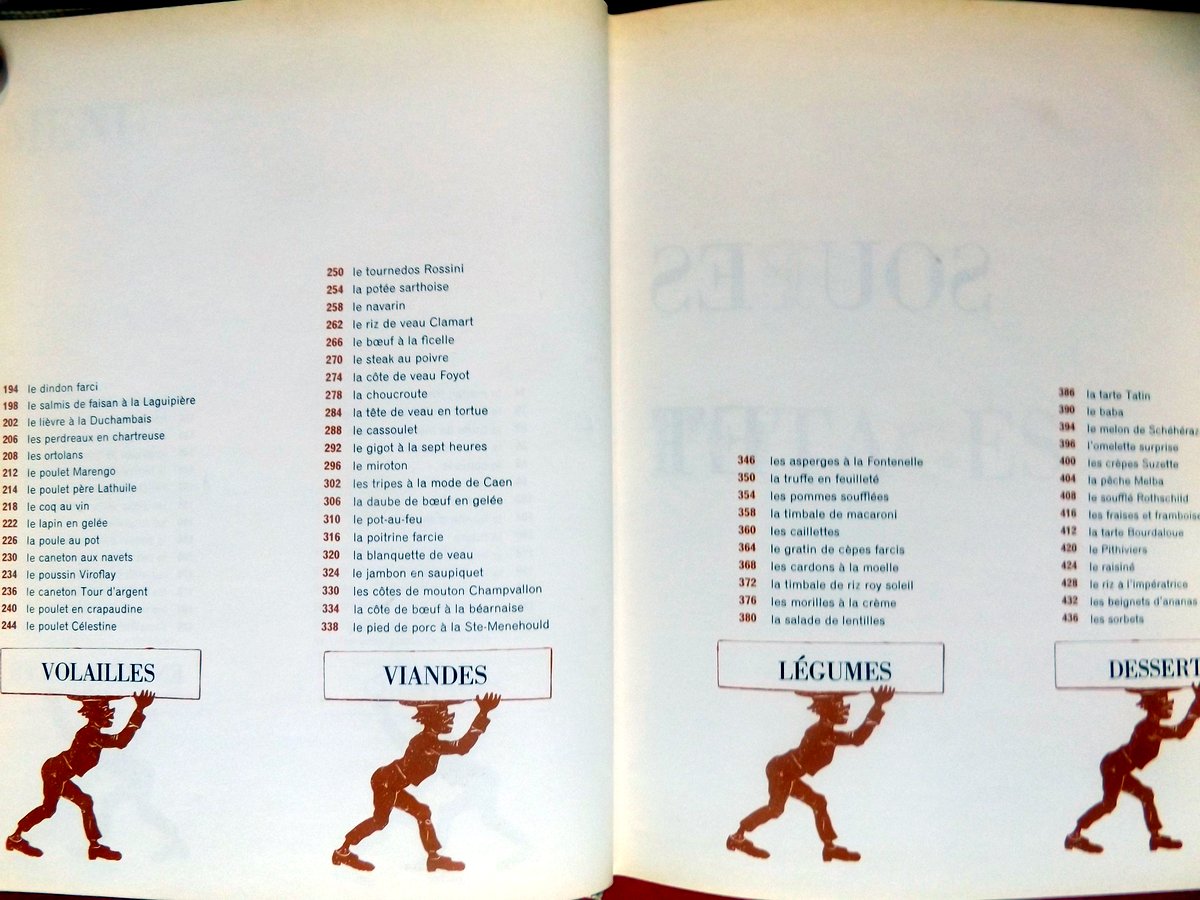 194 le dindon farci
198 le salmis de faisan à la Laguipière
202 le lièvre à la Duchambais
206 les perdreaux en chartreuse
208 les ortolans
212 le poulet Marengo
214 le poulet père Lathuile
218 le coq au vin
222 le lapin en gelée
226 la poule au pot
230 le caneton aux navets
234 le poussin Viroflay
236 le caneton Tour d'argent
240 le poulet en crapaudine
244 le poulet Célestine
VOLAILLES
250 le tournedos Rossini
254 la potée sarthoise
258 le navarin
262 le riz de veau Clamart
266 le bœuf à la ficelle
270 le steak au poivre
274 la côte de veau Foyot
278 la choucroute
284 la tête de veau en tortue
288 le cassoulet
292 le gigot à la sept heures
296 le miroton
302 les tripes à la mode de Caen
306 la daube de bœuf en gelée
310 le pot-au-feu
316 la poitrine farcie
320 la blanquette de veau
324 le jambon en saupiquet
330 les côtes de mouton Champvallon
334 la côte de bœuf à la béarnaise
338 le pied de porc à la Ste-Menehould
VIANDES
346 les asperges à la Fontenelle
350 la truffe en feuilleté
354 les pommes soufflées
358 la timbale de macaroni
360 les caillettes
364 le gratin de cèpes farcis
368 les cardons à la moelle
372 la timbale de riz roy soleil
376 les morilles à la crème
380 la salade de lentilles
LÉGUMES
386 la tarte Tatin
390 le baba
394 le melon de Schéhéraz
396 l'omelette surprise
400 les crêpes Suzette
404 la pêche Melba
408 le soufflé Rothschild
416 les fraises et framboise
412 la tarte Bourdaloue
420 le Pithiviers
424 le raisiné
428 le riz à l'impératrice
432 les beignets d'ananas
436 les sorbets
DESSERT